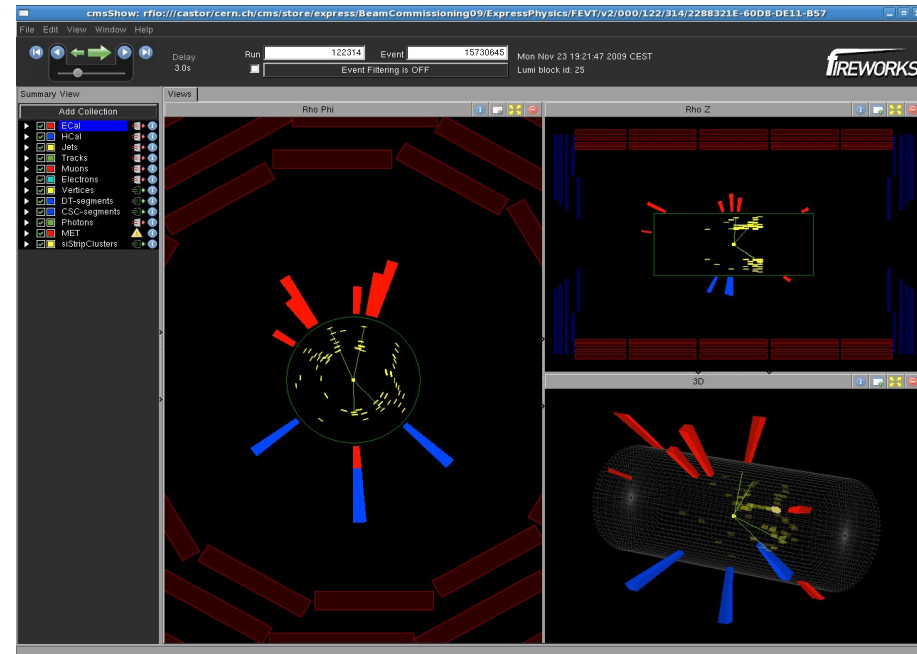 cmsShow: rfio:///castor/cern.ch/cms/store/express/BeamCommissioning09/ExpressPhysics/FEVT/v2/000/122/314/2288321E-60D8-DE11-B57
File Edit View Window Help
Delay
3.0s
Run 122314 Event 15730645
Event Filtering is OFF
Mon Nov 23 19:21:47 2009 CEST
Lumi block id: 25
FIREWORKS
Summary View
Add Collection
ECal
HCal
Jets
Tracks
Muons
Electrons
Vertices
DT-segments
CSC-segments
Photons
MET
siStripClusters
Views
Rho Phi
Rho Z
3D